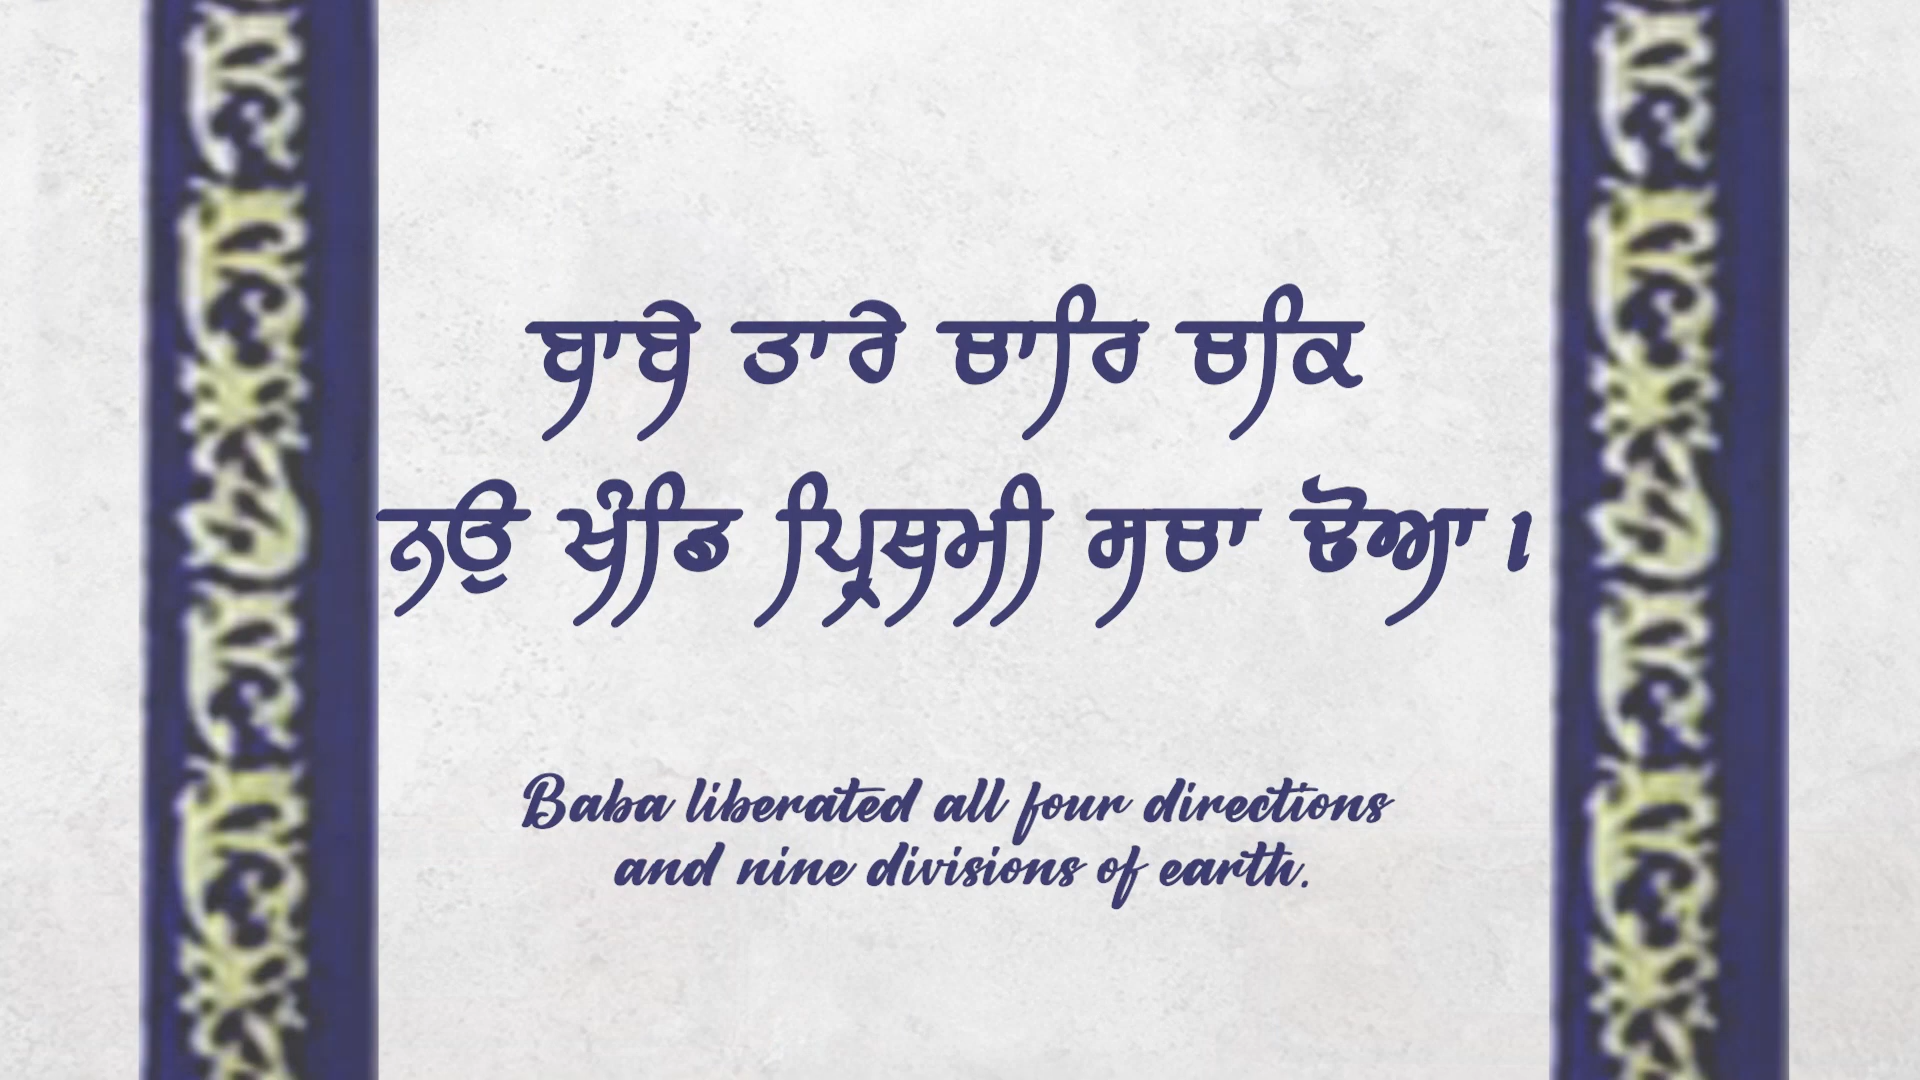 ਬਾਬੇ ਤਾਰੇ ਚਾਰਿ ਚਕਿ
ਨਉ ਖੰਡਿ ਪ੍ਰਿਥਮੀ ਸਚਾ ਢੋਆ।
Baba liberated all four directions
and nine divisions of earth.